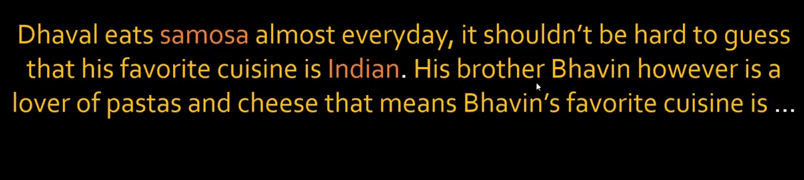 Dhaval eats samosa almost everyday, it shouldn’t be hard to guess
that his favorite cuisine is Indian. His brother Bhavin however is a
lover of pastas and cheese that means Bhavin’s favorite cuisine is ...